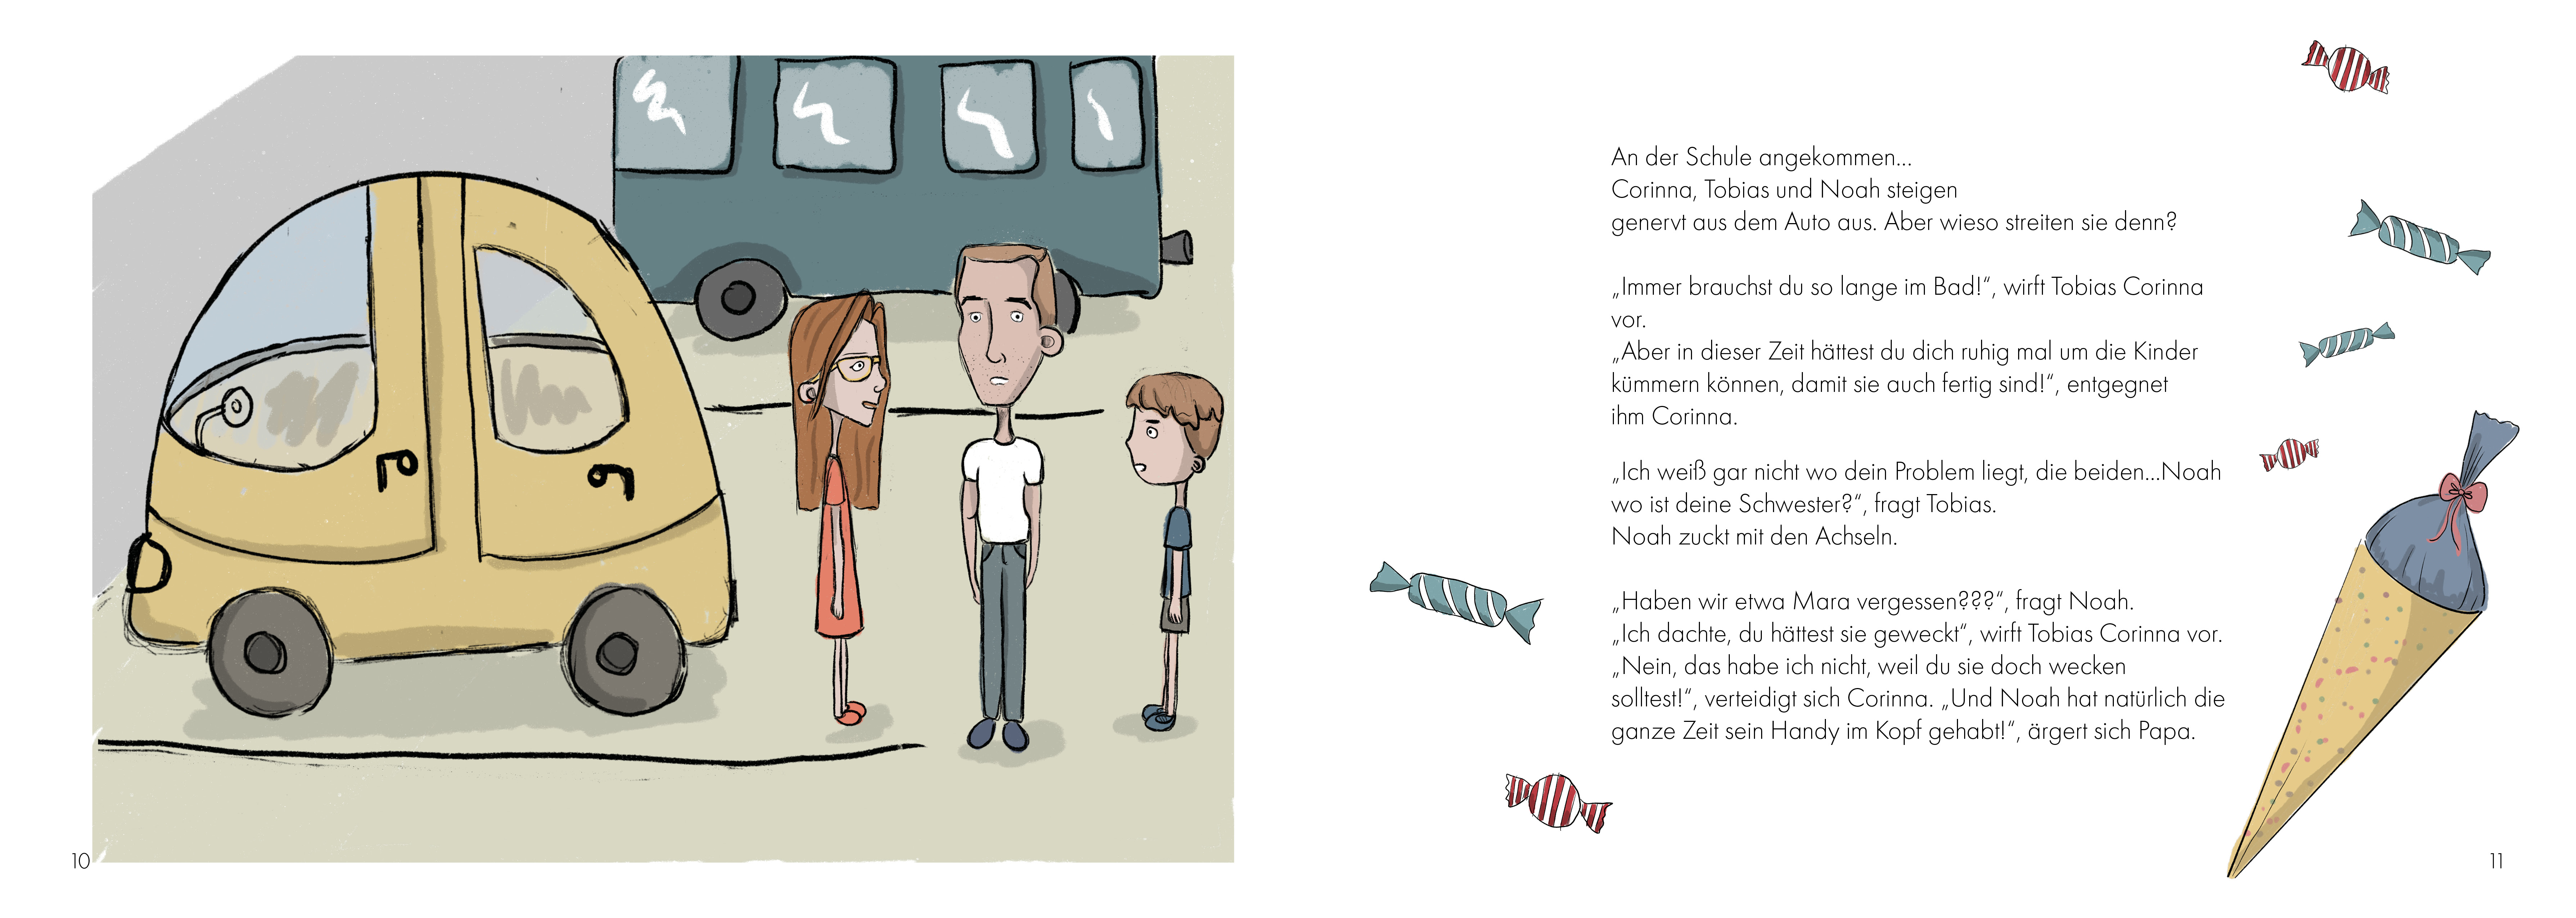 An der Schule angekommen...
Corinna, Tobias und Noah steigen
genervt aus dem Auto aus. Aber wieso streiten sie denn?
„Immer brauchst du so lange im Bad!“, wirft Tobias Corinna
vor.
„Aber in dieser Zeit hättest du dich ruhig mal um die Kinder
kümmern können, damit sie auch fertig sind!“, entgegnet
ihm Corinna.
„Ich weiß gar nicht wo dein Problem liegt, die beiden...Noah
wo ist deine Schwester?“, fragt Tobias.
Noah zuckt mit den Achseln.
„Haben wir etwa Mara vergessen???“, fragt Noah.
„Ich dachte, du hättest sie geweckt“, wirft Tobias Corinna vor.
„Nein, das habe ich nicht, weil du sie doch wecken
solltest!“, verteidigt sich Corinna. „Und Noah hat natürlich die
ganze Zeit sein Handy im Kopf gehabt!“, ärgert sich Papa.
10
11